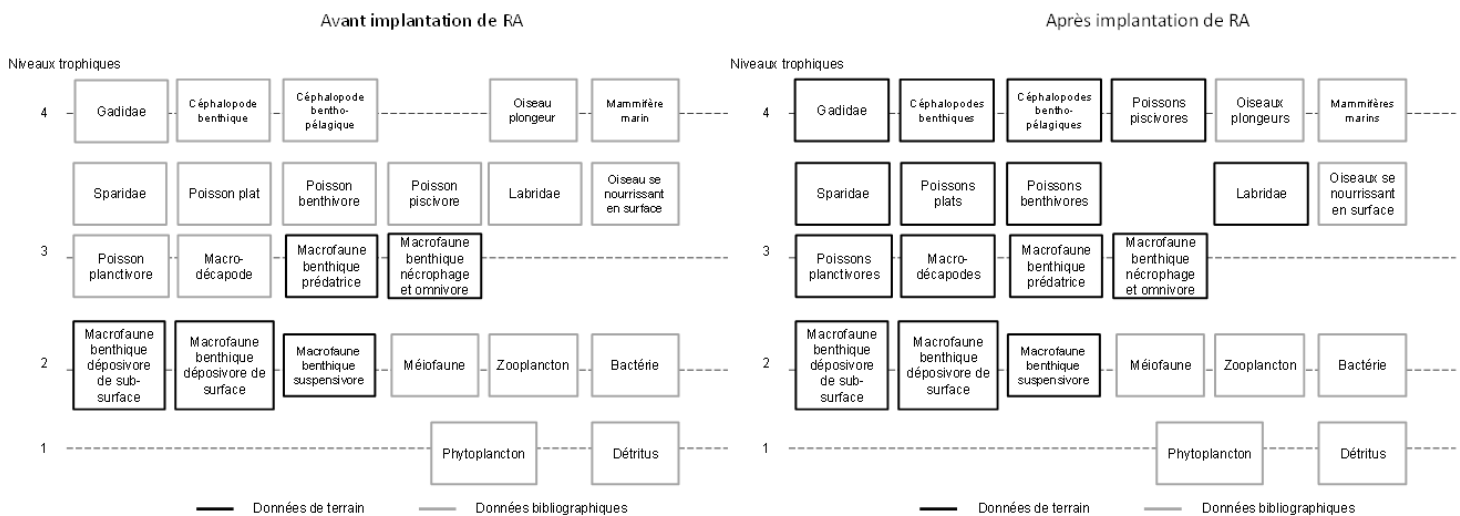 Avant implantation de RA
Niveaux trophiques
4
Gadidae
Céphalopode
benthique
Céphalopode
bentho-
pélagique
Oiseau
plongeur
Mammifère
marin
Sparidae
Poisson plat
Poisson
benthivore
Poisson
piscivore
Labridae
Oiseau se
nourrissant
en surface
3
Poisson
planctivore
Macro-
décapode
Macrofaune
benthique
prédatrice
Macrofaune
benthique
nécrophage
et omnivore
2
Macrofaune
benthique
déposivore
de sub-
surface
Macrofaune
benthique
déposivore de
surface
Macrofaune
benthique
suspensivore
Méiofaune
Zooplancton
Bactérie
1
Phytoplancton
Détritus
Données de terrain
Données bibliographiques
Après implantation de RA
Niveaux trophiques
4
Gadidae
Céphalopodes
benthiques
Céphalopodes
bentho-
pélagiques
Poissons
piscivores
Oiseaux
plongeurs
Mammifères
marins
Sparidae
Poissons
plats
Poissons
benthivores
Labridae
Oiseaux se
nourrissant
en surface
3
Poissons
planctivores
Macro-
décapodes
Macrofaune
benthique
prédatrice
Macrofaune
benthique
nécrophage
et omnivore
2
Macrofaune
benthique
déposivore
de sub-
surface
Macrofaune
benthique
déposivore de
surface
Macrofaune
benthique
suspensivore
Méiofaune
Zooplancton
Bactérie
1
Phytoplancton
Détritus
Données de terrain
Données bibliographiques